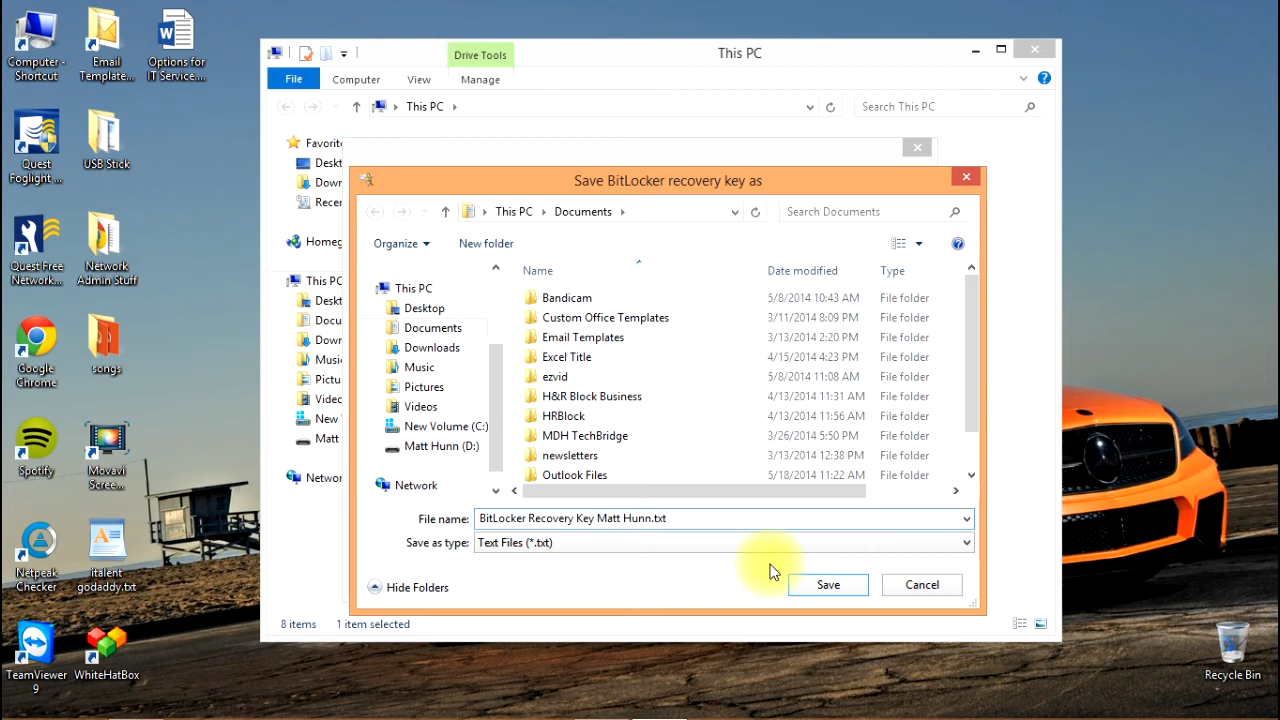 Computer -
Shortcut
Email
Template...
Options for
IT Service....
Quest
Foglight ...
USB Stick
Quest Free
Network...
Network
Admin Stuff
Google
Chrome
songs
Spotify
Movavi
Scree...
Netpeak
Checker
italent
godaddy.txt
TeamViewer
9
WhiteHatBox
Recycle Bin
Drive Tools
This PC
File
Computer
View
Manage
This PC
Search This PC
Favorite
Deskt
Down
Recen
Homeg
This PC
Deskt
Docu
Down
Music
Pictu
Video
New
Matt
Networ
8 items
1 item selected
Save BitLocker recovery key as
This PC
Documents
Search Documents
Organize
New folder
This PC
Desktop
Documents
Downloads
Music
Pictures
Videos
New Volume (C:)
Matt Hunn (D:)
Network
Name Date modified Type
Bandicam 5/8/2014 10:43 AM File folder
Custom Office Templates 3/11/2014 8:09 PM File folder
Email Templates 3/13/2014 2:20 PM File folder
Excel Title 4/15/2014 4:23 PM File folder
ezvid 5/8/2014 11:08 AM File folder
H&R Block Business 4/13/2014 11:31 AM File folder
HRBlock 4/13/2014 11:56 AM File folder
MDH TechBridge 3/26/2014 5:50 PM File folder
newsletters 3/13/2014 12:38 PM File folder
Outlook Files 5/18/2014 11:22 AM File folder
File name: BitLocker Recovery Key Matt Hunn.txt
Save as type: Text Files (*.txt)
Hide Folders
Save
Cancel